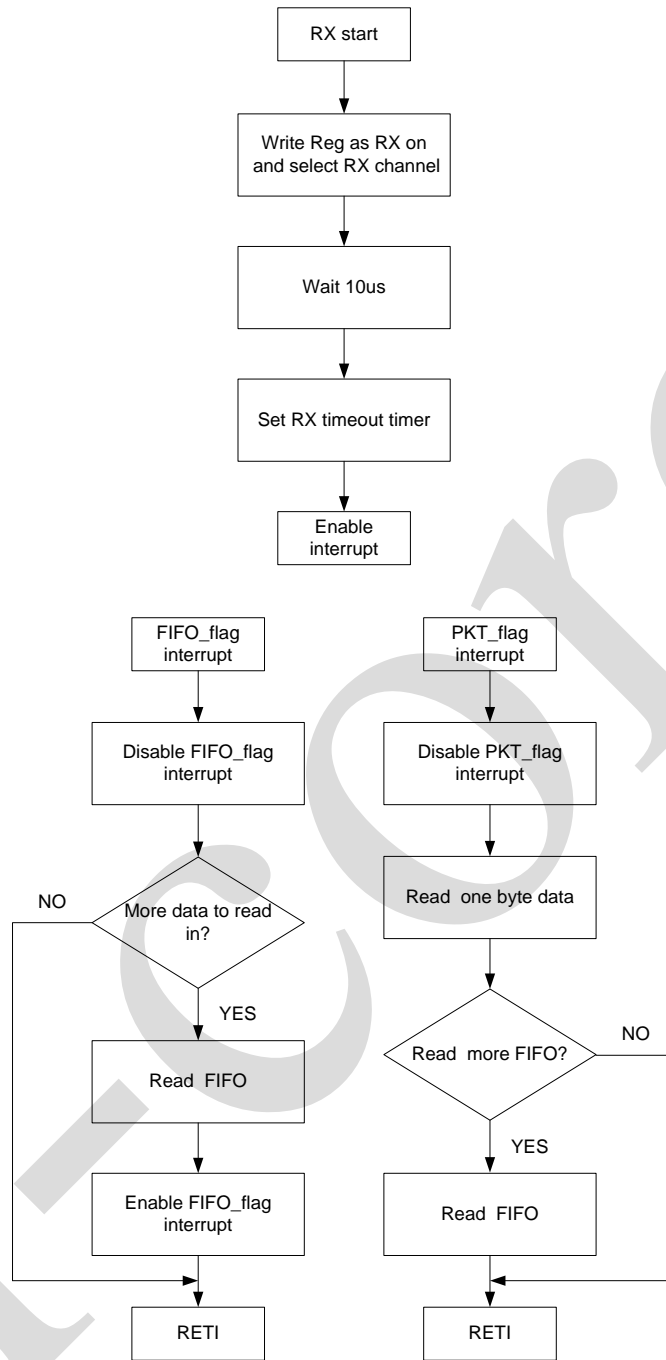 RX start
Write Reg as RX on
and select RX channel
Wait 10us
Set RX timeout timer
Enable
interrupt
FIFO_flag
interrupt
Disable FIFO_flag
interrupt
NO
More data to read
in?
YES
Read FIFO
Enable FIFO_flag
interrupt
RETI
PKT_flag
interrupt
Disable PKT_flag
interrupt
Read one byte data
Read more FIFO?
NO
YES
Read FIFO
RETI